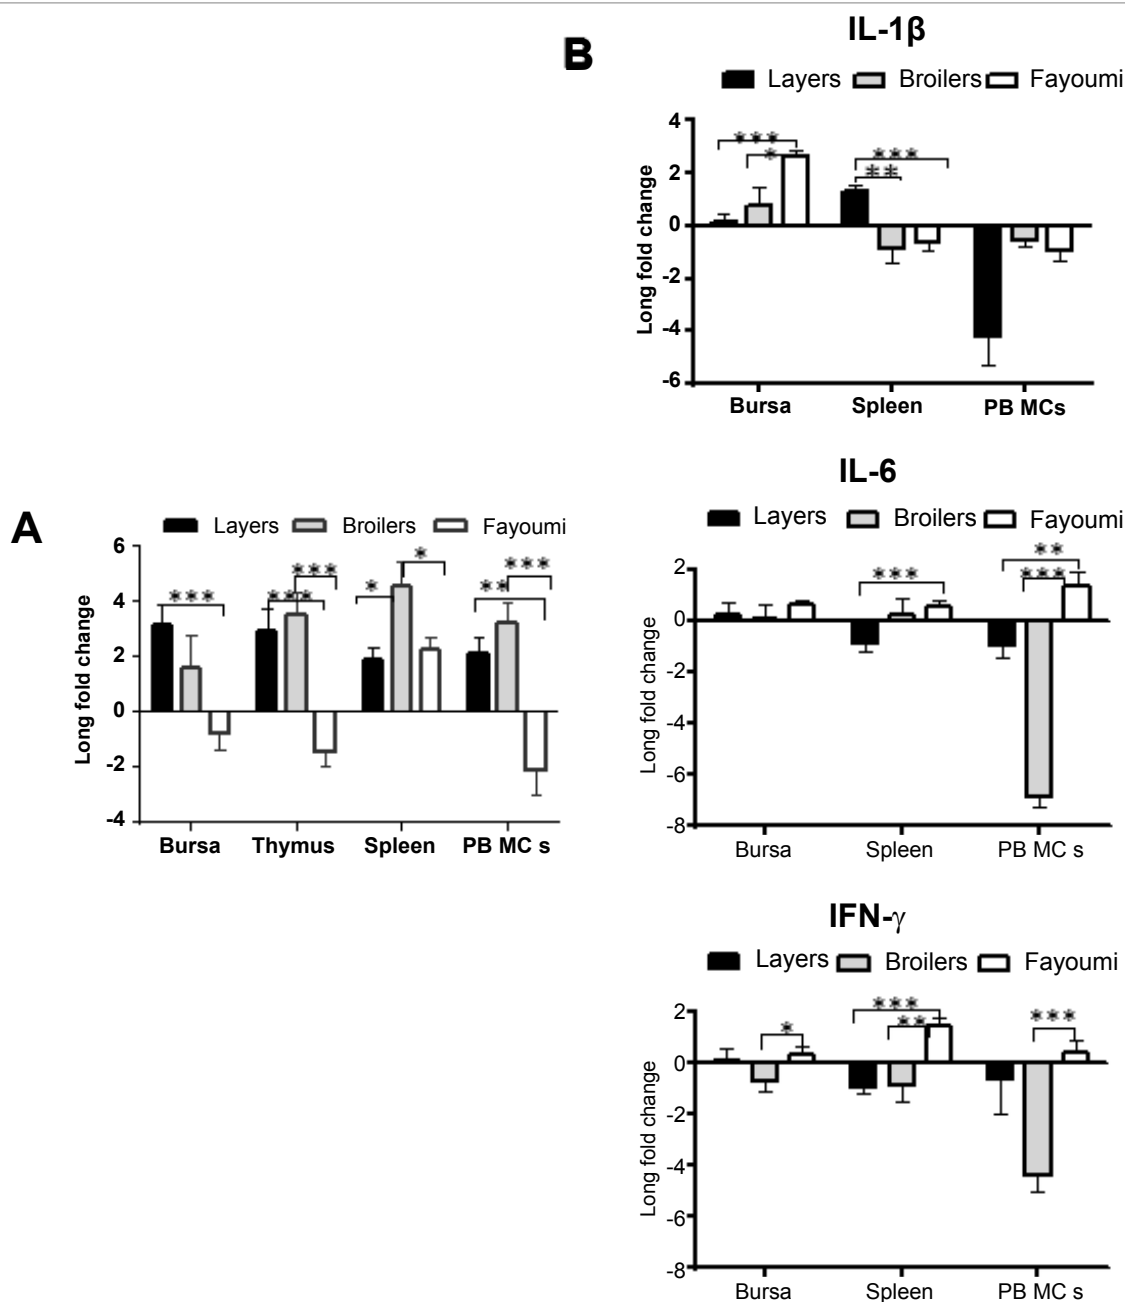 B
IL-1β
Layers Broilers Fayoumi
***
*
***
**
4
2
0
-2
-4
-6
Long fold change
Bursa Spleen PB MCs
A
Layers Broilers Fayoumi
***
***
***
*
*
**
***
6
4
2
0
-2
-4
Long fold change
Bursa Thymus Spleen PB MC s
IL-6
Layers Broilers Fayoumi
***
**
***
2
0
-2
-4
-6
-8
Long fold change
Bursa Spleen PB MC s
IFN-γ
Layers Broilers Fayoumi
*
***
**
***
2
0
-2
-4
-6
-8
Long fold change
Bursa Spleen PB MC s